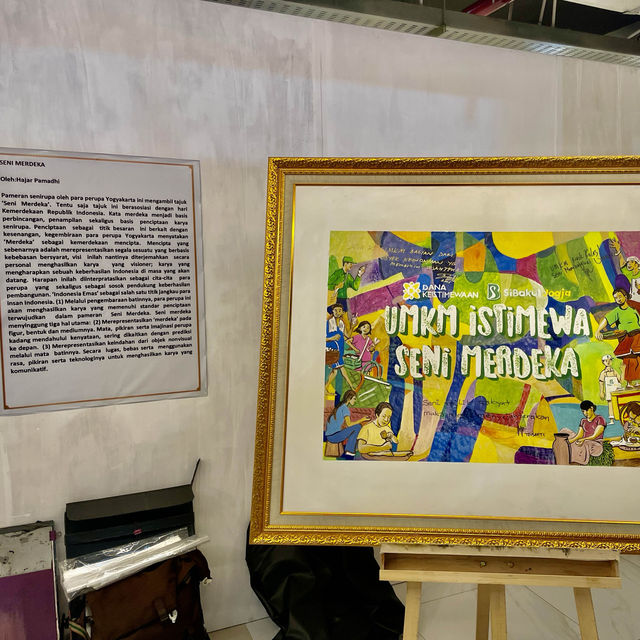 SENI MERDEKA
Oleh:Hajar Pamadhi
Pameran senirupa oleh para perupa Yogyakarta ini mengambil tajuk
'Seni Merdeka'. Tentu saja tajuk ini berasosiasi dengan hari
Kemerdekaan Republik Indonesia. Kata merdeka menjadi basis
perbincangan, penampilan sekaligus basis penciptaan karya
senirupa. Penciptaan sebagai titik besaran ini berkah dari
kemenangan, kegembiraan para perupa Yogyakarta menyatakan
'Merdeka' sebagai kemerdekaan mencipta. Mencipta yang
sebenarnya adalah merepresentasikan segala sesuatu yang berbasis
kebebasan bersyarat, visi inilah nantinya diterjemahkan secara
personal menghasilkan karya yang visioner; karya yang
mengharapkan sebuah keberhasilan Indonesia di masa yang akan
datang. Harapan inilah diinterpretasikan sebagai cita-cita para
perupa yang sekaligus sebagai sosok pendukung keberhasilan
pembangunan. 'Indonesia Emas' sebagai salah satu titik jangkau para
insan Indonesia. (1) Melalui pengembaraan batinnya, para perupa ini
akan menghasilkan karya yang memenuhi standar penciptaan
terwujudkan dalam pameran Seni Merdeka. Seni merdeka
menyinggung tiga hal utama: (2) Merepresentasikan 'merdeka' pada
figur, bentuk dan mediumnya. Mata, pikiran serta imajinasi perupa
kadang mendahului kenyataan, sering dikaitkan dengan prediksi
ke depan. (3) Merepresentasikan keindahan dari objek nonvisual
melalui mata batinnya. Secara lugas, bebas serta menggunakan
rasa, pikiran serta teknologinya untuk menghasilkan karya yang
komunikatif.
DANA
KEISTIMEWAAN
SiBakul Jogja
UMKM iSTiMEWA
SENi MERDEKA